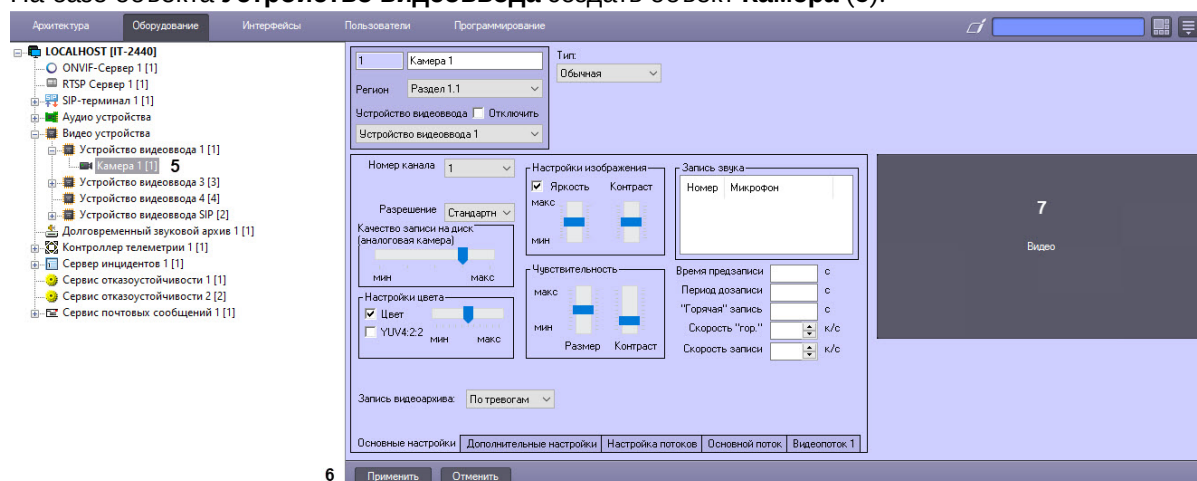 На базе объекта Устройство видеоввода создать объект Камера (5).
Архитектура Оборудование Интерфейсы Пользователи Программирование
LOCALHOST [IT-2440]
ONVIF-Сервер 1 [1]
RTSP Сервер 1 [1]
SIP-терминал 1 [1]
Аудио устройства
Видео устройства
Устройство видеоввода 1 [1]
Камера 1 [1] 5
Устройство видеоввода 3 [3]
Устройство видеоввода 4 [4]
Устройство видеоввода SIP [2]
Долговременный звуковой архив 1 [1]
Контроллер телеметрии 1 [1]
Сервер инцидентов 1 [1]
Сервис отказоустойчивости 1 [1]
Сервис отказоустойчивости 2 [2]
Сервис почтовых сообщений 1 [1]
1 Камера 1
Тип:
Обычная
Регион Раздел 1.1
Устройство видеоввода Отключить
Устройство видеоввода 1
Номер канала 1
Разрешение Стандартн
Качество записи на диск
(аналоговая камера)
мин макс
Настройки цвета
Цвет
YUV4:2:2 мин макс
Настройки изображения
Яркость Контраст
макс
мин
Чувствительность
макс
мин
Размер Контраст
Запись звука
Номер Микрофон
Время предзаписи с
Период дозаписи с
"Горячая" запись с
Скорость "гор." к/с
Скорость записи к/с
7
Видео
Запись видеоархива: По тревогам
Основные настройки Дополнительные настройки Настройка потоков Основной поток Видеопоток 1
6 Применить Отменить